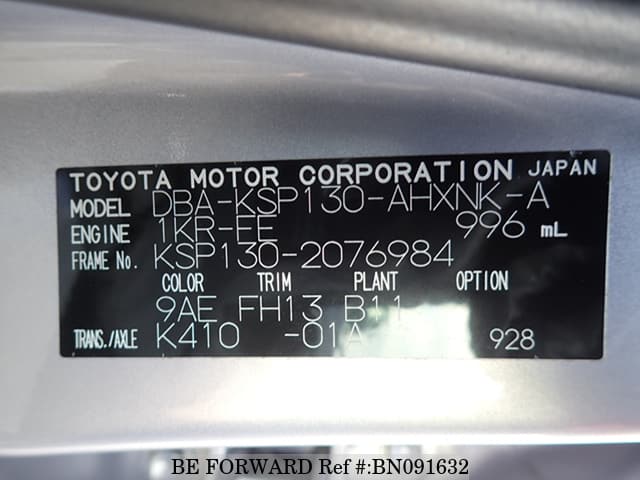 TOYOTA MOTOR CORPORATION JAPAN
MODEL DBA-KSP130-AHXNK-A
ENGINE 1KR-FE 996 mL
FRAME No. KSP130-2076984
COLOR TRIM PLANT OPTION
9AE FH13 B11
TRANS./AXLE K410 -01A 928
BE FORWARD Ref #:BN091632